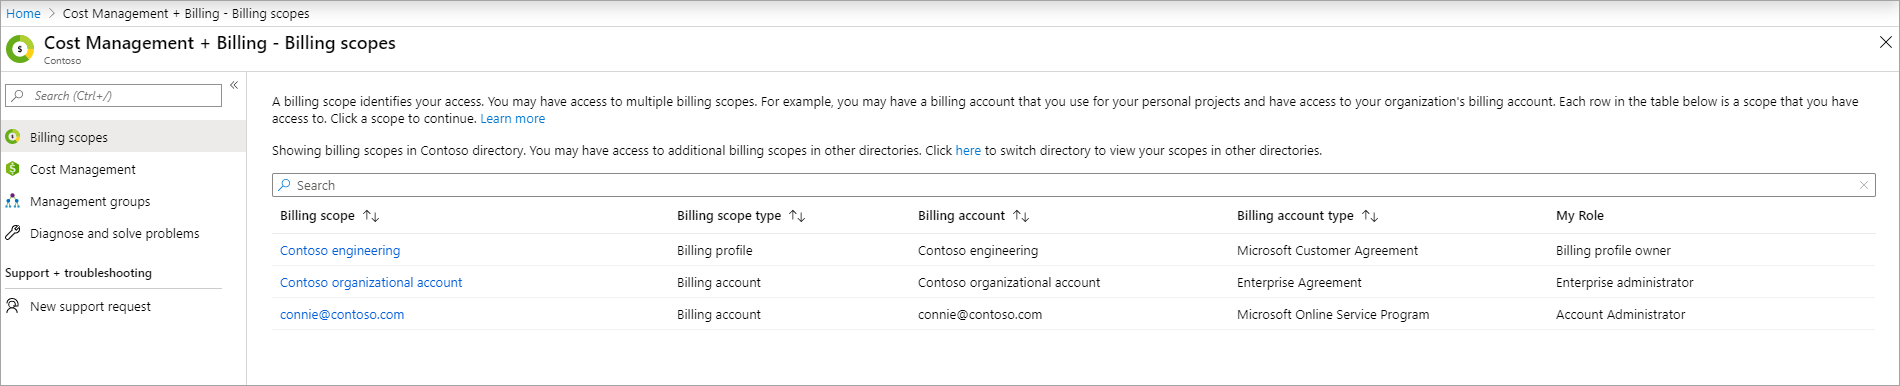 Home > Cost Management + Billing - Billing scopes
Cost Management + Billing - Billing scopes
Contoso
Search (Ctrl+/)
Billing scopes
Cost Management
Management groups
Diagnose and solve problems
Support + troubleshooting
New support request
A billing scope identifies your access. You may have access to multiple billing scopes. For example, you may have a billing account that you use for your personal projects and have access to your organization's billing account. Each row in the table below is a scope that you have
access to. Click a scope to continue. Learn more
Showing billing scopes in Contoso directory. You may have access to additional billing scopes in other directories. Click here to switch directory to view your scopes in other directories.
Search
Billing scope Billing scope type Billing account Billing account type My Role
Contoso engineering Billing profile Contoso engineering Microsoft Customer Agreement Billing profile owner
Contoso organizational account Billing account Contoso organizational account Enterprise Agreement Enterprise administrator
connie@contoso.com Billing account connie@contoso.com Microsoft Online Service Program Account Administrator